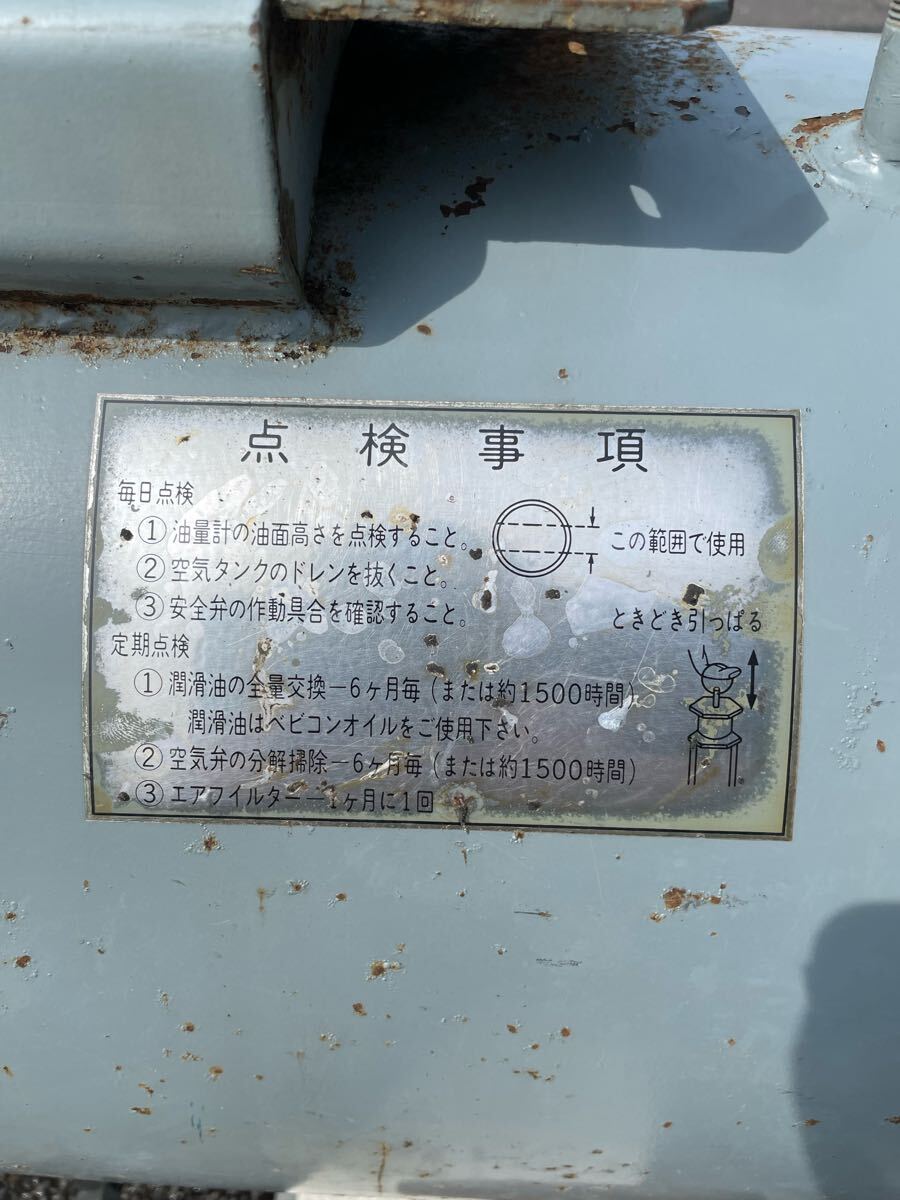 点検事項
毎日点検
① 油量計の油面高さを点検すること。
この範囲で使用
② 空気タンクのドレンを抜くこと。
③ 安全弁の作動具合を確認すること。
ときどき引っぱる
定期点検
① 潤滑油の全量交換―6ヶ月毎(または約1500時間)
潤滑油はベビコンオイルをご使用下さい。
② 空気弁の分解掃除―6ヶ月毎(または約1500時間)
③ エアフイルター―1ヶ月に1回